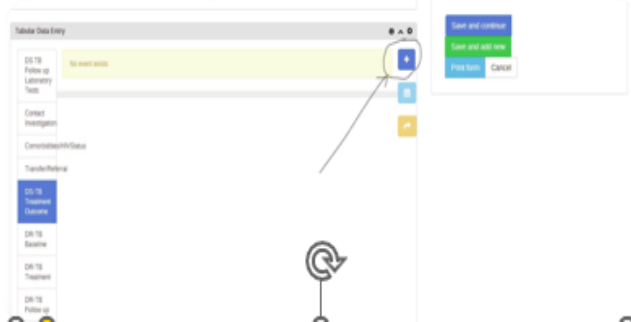 Tabular Data Entry
DS-TB
Follow up
Laboratory
Tests
No event exists
Contact
Investigation
Comorbidities/HIVStatus
Transfer/Referral
DS-TB
Treatment
Outcome
DR-TB
Baseline
DR-TB
Treatment
DR-TB
Follow up
Save and continue
Save and add new
Print form
Cancel